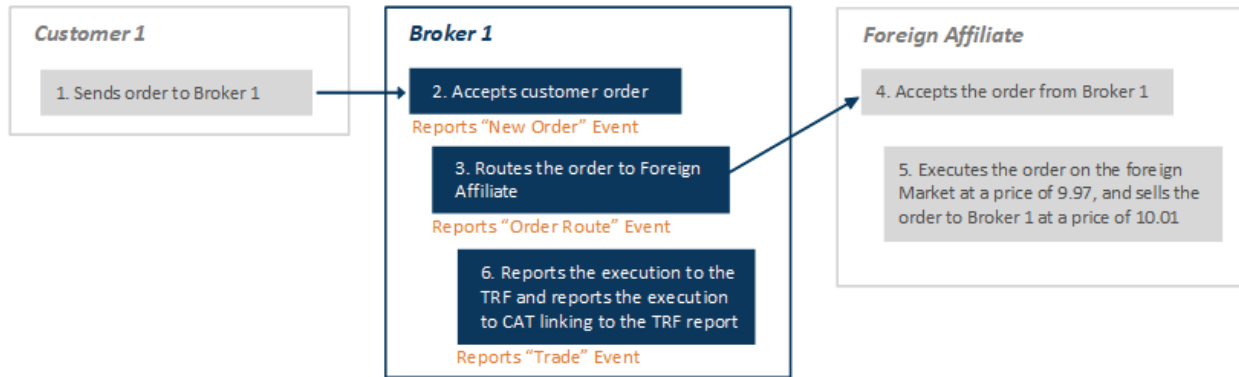 Customer 1
1. Sends order to Broker 1
Broker 1
2. Accepts customer order
Reports "New Order" Event
3. Routes the order to Foreign
Affiliate
Reports "Order Route" Event
6. Reports the execution to the
TRF and reports the execution
to CAT linking to the TRF report
Reports "Trade" Event
Foreign Affiliate
4. Accepts the order from Broker 1
5. Executes the order on the foreign
Market at a price of 9.97, and sells the
order to Broker 1 at a price of 10.01